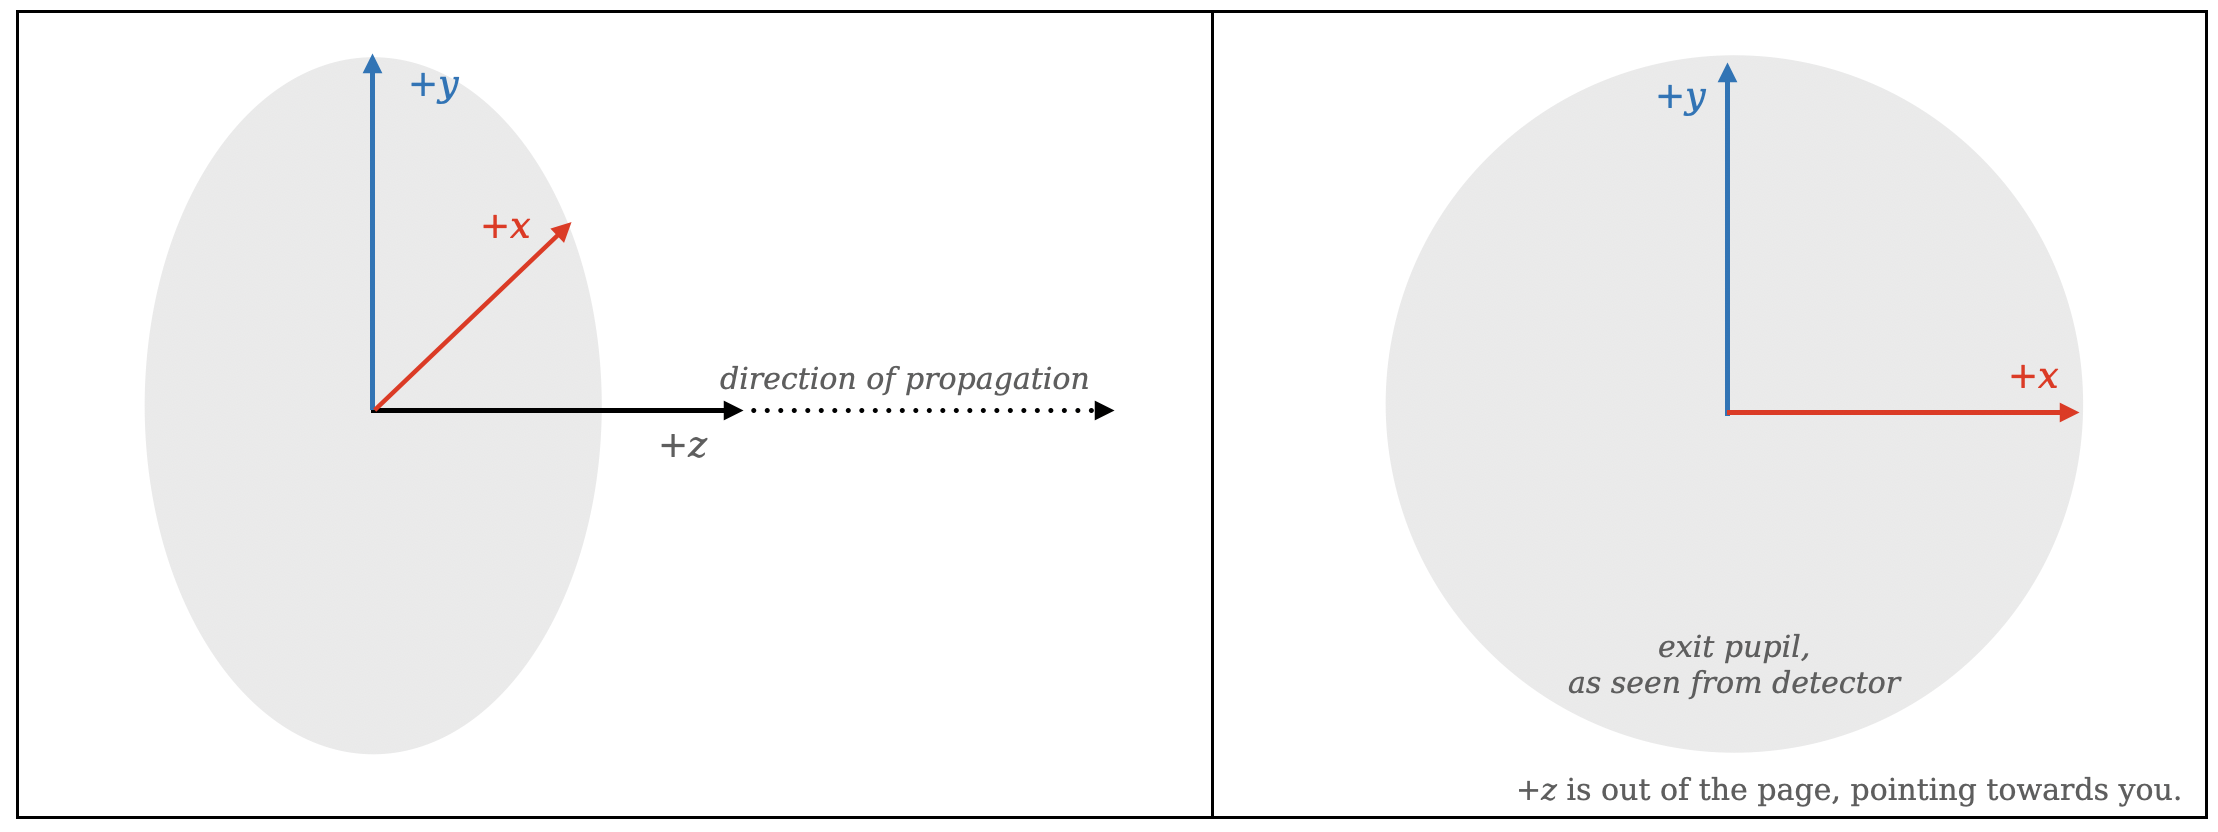 +y
+x
direction of propagation
+z
+y
+x
exit pupil,
as seen from detector
+z is out of the page, pointing towards you.